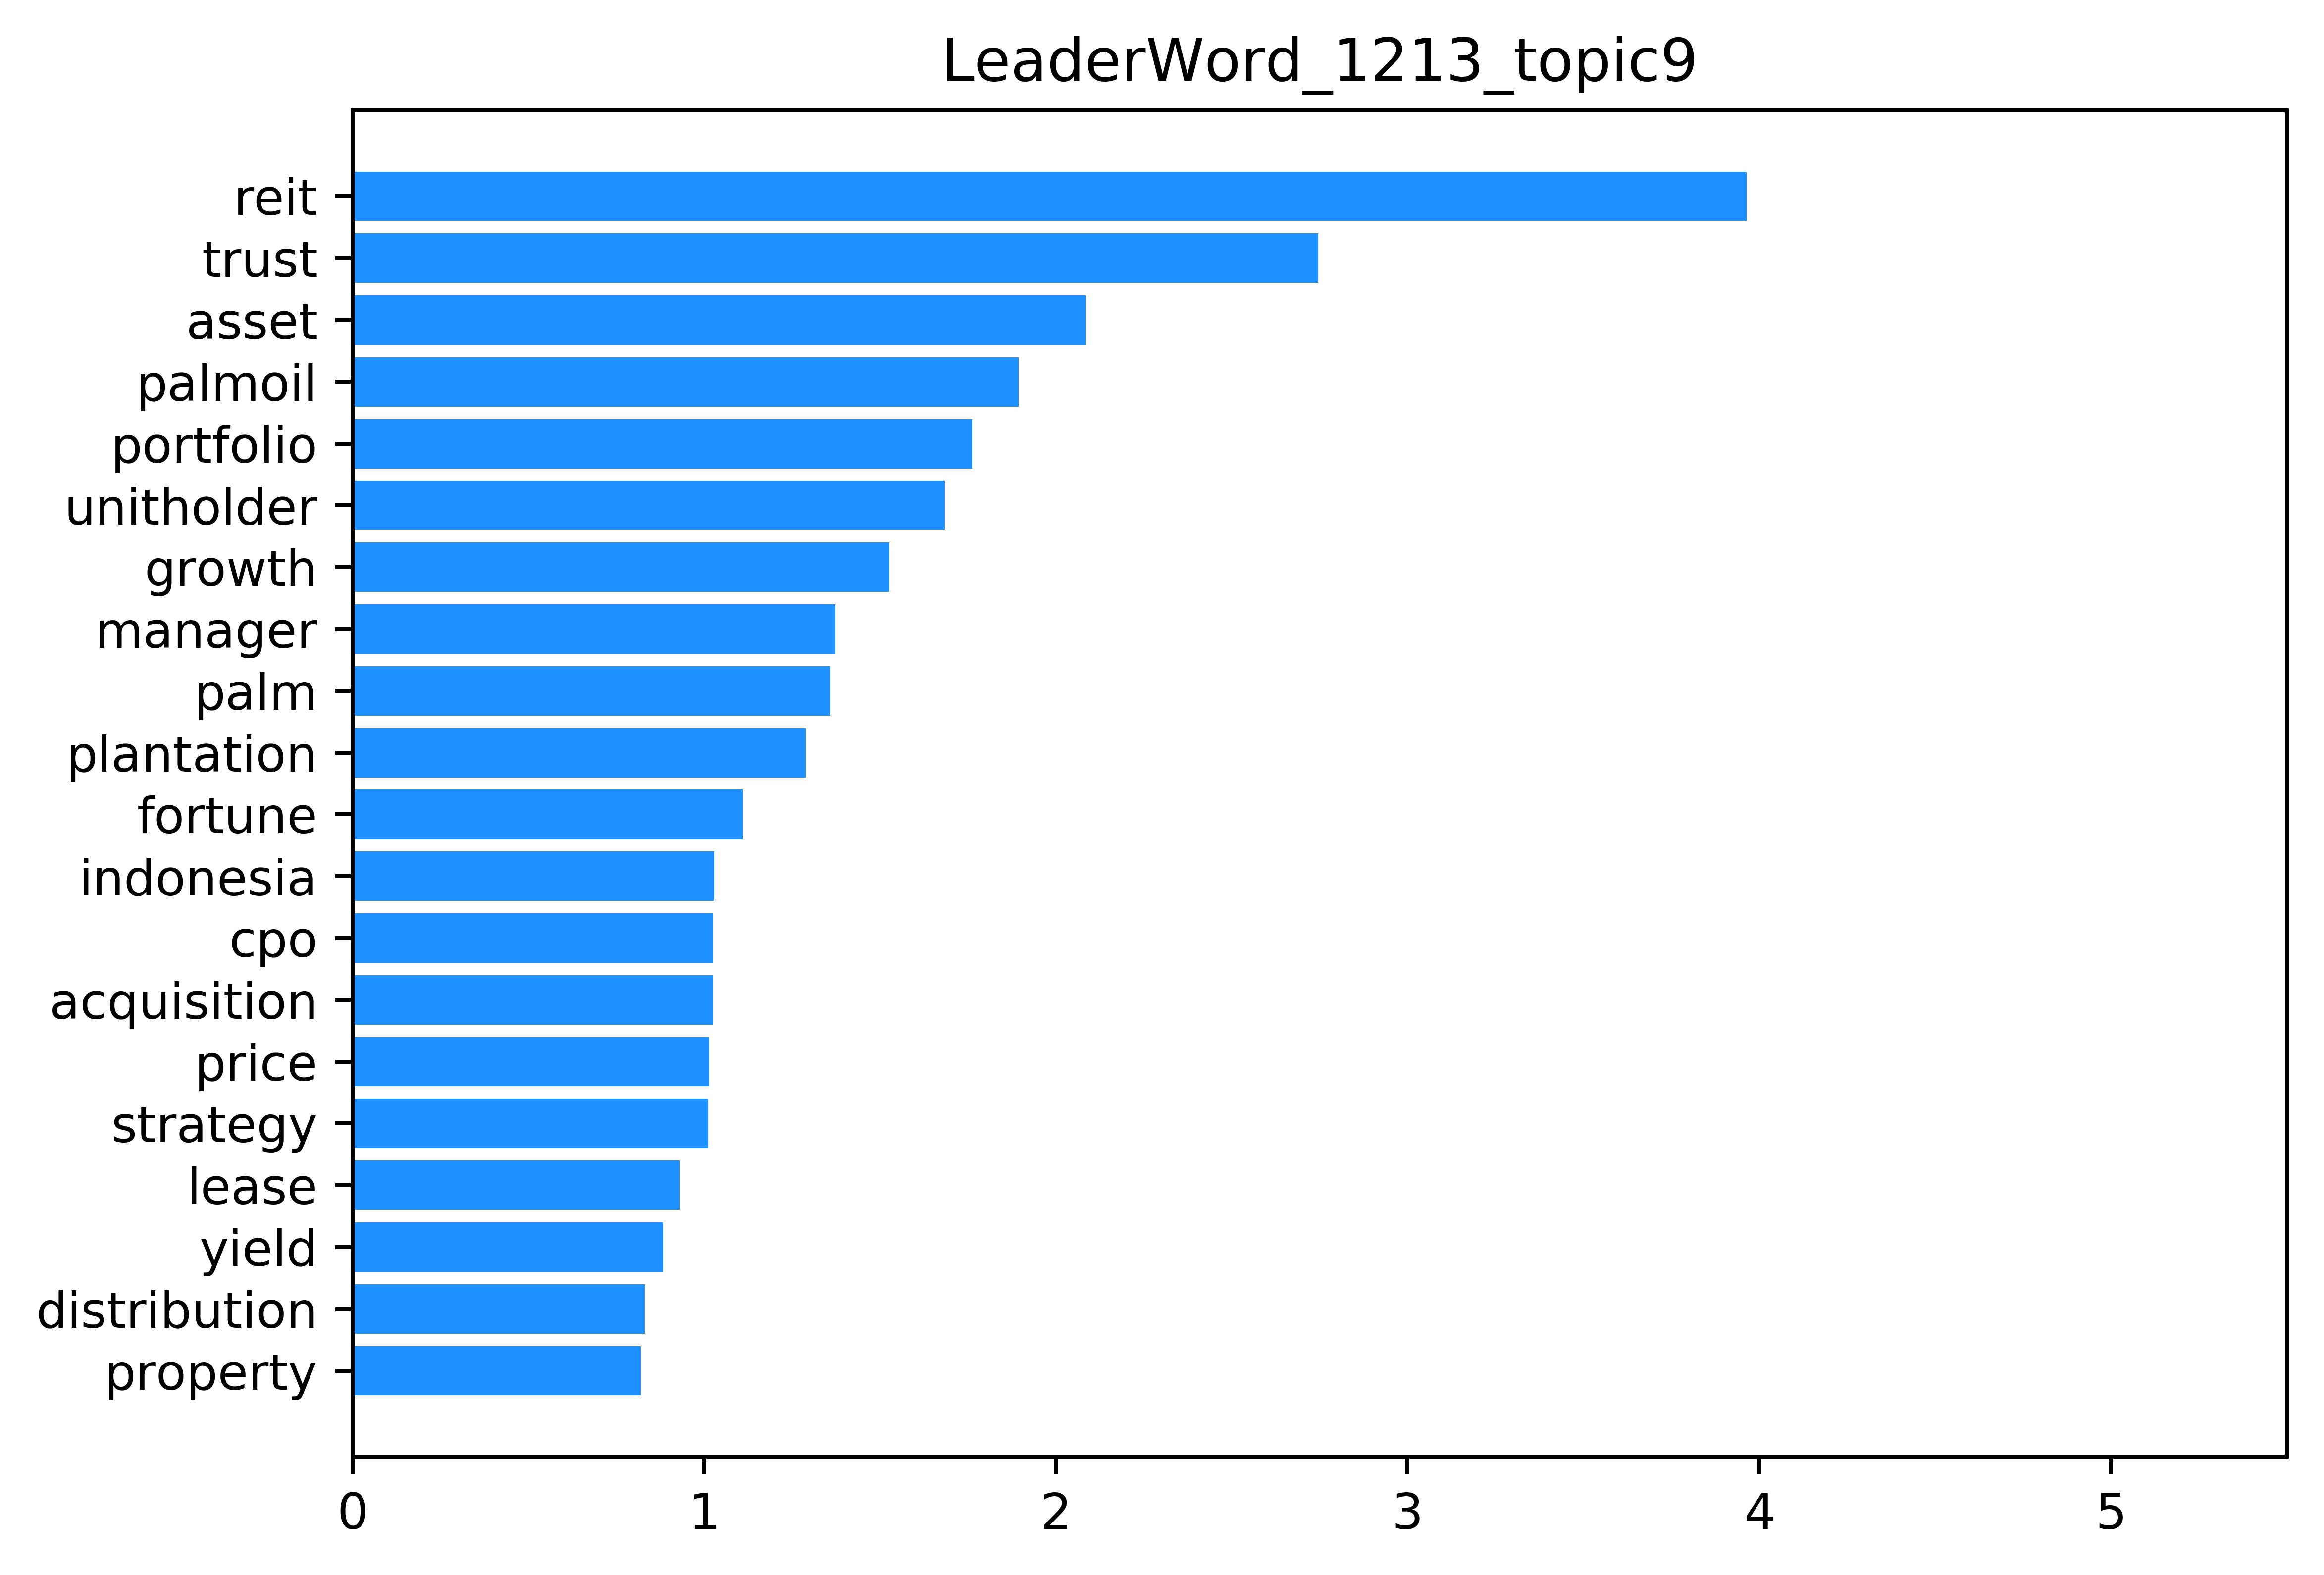 LeaderWord_1213_topic9
reit
trust
asset
palmoil
portfolio
unitholder
growth
manager
palm
plantation
fortune
indonesia
cpo
acquisition
price
strategy
lease
yield
distribution
property
0 1 2 3 4 5